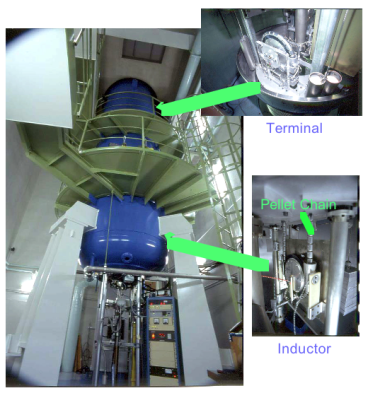 Terminal
Pellet Chain
Inductor